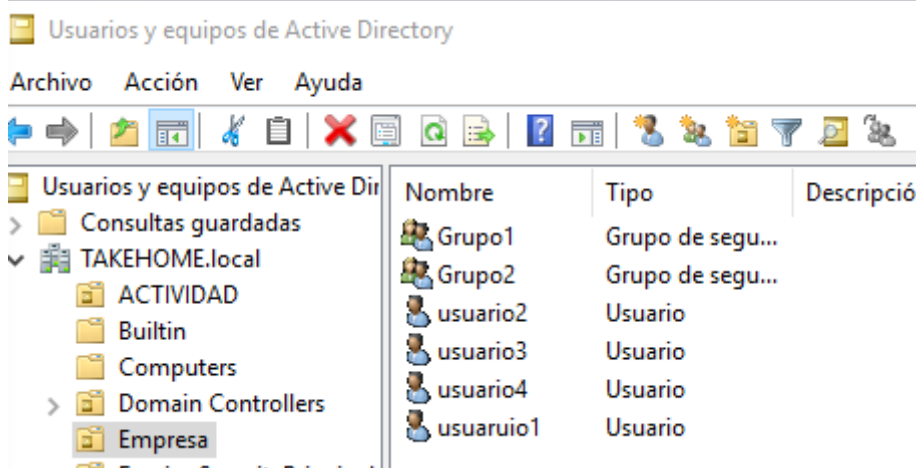 Usuarios y equipos de Active Directory
Archivo Acción Ver Ayuda
Usuarios y equipos de Active Dir
Consultas guardadas
TAKEHOME.local
ACTIVIDAD
Builtin
Computers
Domain Controllers
Empresa
Nombre Tipo Descripció
Grupo1 Grupo de segu...
Grupo2 Grupo de segu...
usuario2 Usuario
usuario3 Usuario
usuario4 Usuario
usuaruio1 Usuario